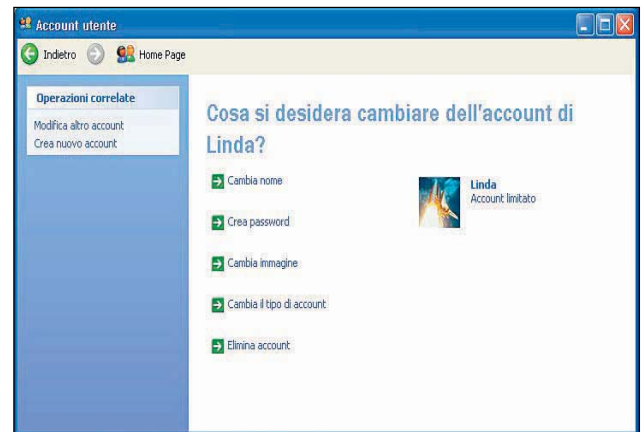 Account utente
Indietro
Home Page
Operazioni correlate
Modifica altro account
Crea nuovo account
Cosa si desidera cambiare dell'account di
Linda?
Cambia nome
Crea password
Cambia immagine
Cambia il tipo di account
Elimina account
Linda
Account limitato